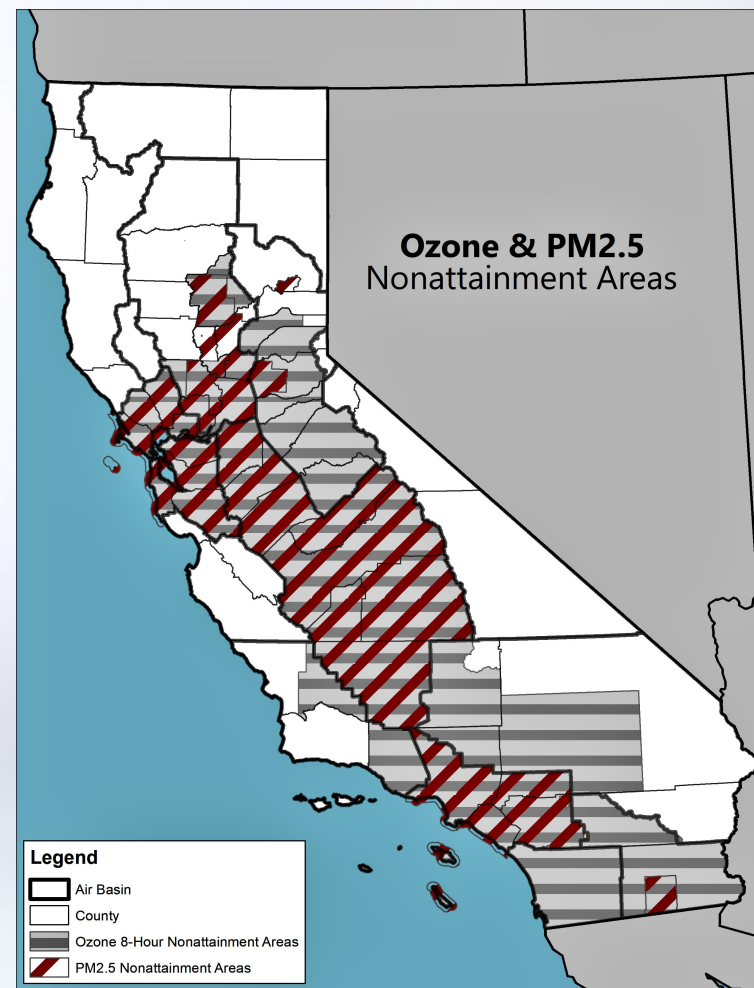 Ozone & PM2.5
Nonattainment Areas
Legend
Air Basin
County
Ozone 8-Hour Nonattainment Areas
PM2.5 Nonattainment Areas